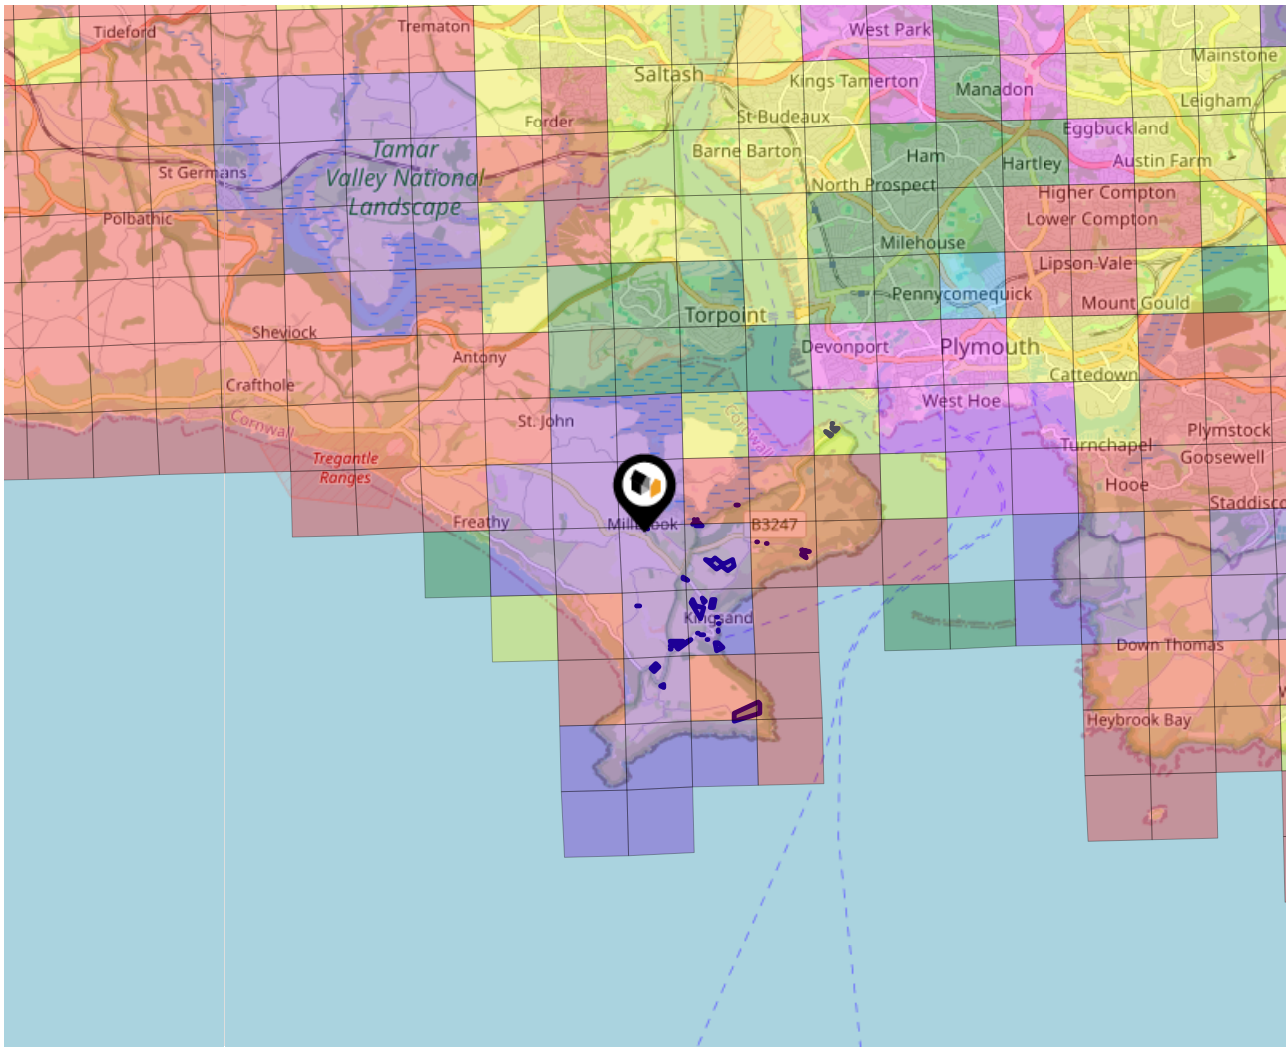 Tideford
Trematon
West Park
Mainstone
Saltash
Kings Tamerton
Manadon
Leigham
Forder
St Budeaux
Eggbuckland
Tamar
Valley National
Landscape
Barne Barton
Ham
Hartley
Austin Farm
St Germans
North Prospect
Higher Compton
Polbathic
Lower Compton
Milehouse
Lipson Vale
Pennycomequick
Mount Gould
Torpoint
Sheviock
Antony
Devonport
Plymouth
Cattedown
Crafthole
West Hoe
St. John
Cornwall
Cornwall
Turnchapel
Plymstock
Goosewell
Tregantle
Ranges
Hooe
Staddisc
Freathy
Millbrook
B3247
Kingsand
Down Thomas
Heybrook Bay